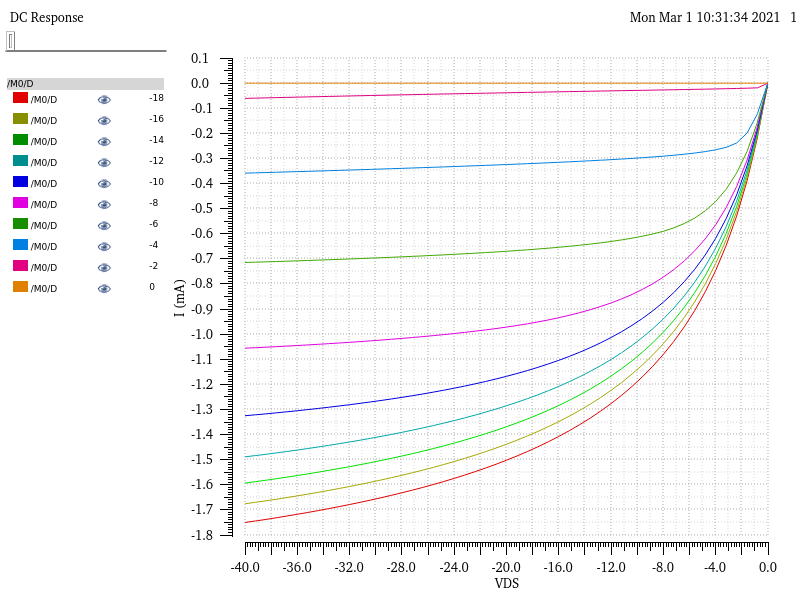 DC Response
Mon Mar 1 10:31:34 2021 1
/M0/D
/M0/D -18
/M0/D -16
/M0/D -14
/M0/D -12
/M0/D -10
/M0/D -8
/M0/D -6
/M0/D -4
/M0/D -2
/M0/D 0
I (mA)
0.1
0.0
-0.1
-0.2
-0.3
-0.4
-0.5
-0.6
-0.7
-0.8
-0.9
-1.0
-1.1
-1.2
-1.3
-1.4
-1.5
-1.6
-1.7
-1.8
-40.0 -36.0 -32.0 -28.0 -24.0 -20.0 -16.0 -12.0 -8.0 -4.0 0.0
VDS